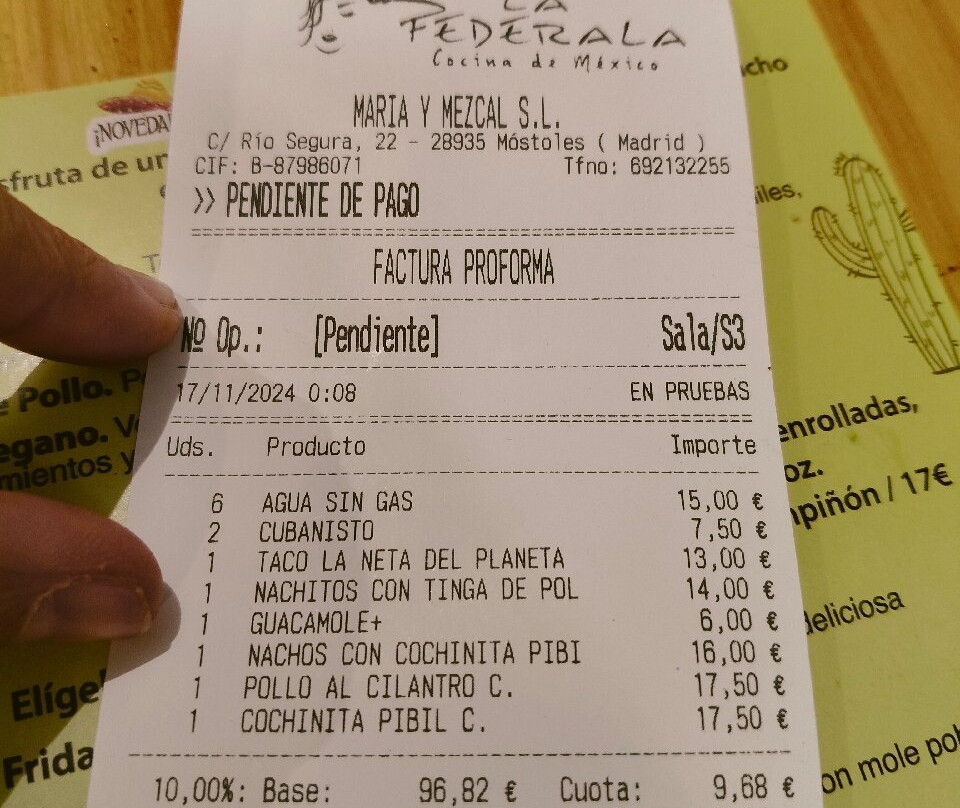 LA
FEDERALA
Cocina de México
MARIA Y MEZCAL S.L.
C/ Río Segura, 22 - 28935 Móstoles ( Madrid )
CIF: B-87986071 Tfno: 692132255
>> PENDIENTE DE PAGO
FACTURA PROFORMA
Nº Op.: [Pendiente] Sala/S3
17/11/2024 0:08 EN PRUEBAS
Uds. Producto Importe
6 AGUA SIN GAS 15,00 €
2 CUBANISTO 7,50 €
1 TACO LA NETA DEL PLANETA 13,00 €
1 NACHITOS CON TINGA DE POL 14,00 €
1 GUACAMOLE+ 6,00 €
1 NACHOS CON COCHINITA PIBI 16,00 €
1 POLLO AL CILANTRO C. 17,50 €
1 COCHINITA PIBIL C. 17,50 €
10,00%: Base: 96,82 € Cuota: 9,68 €
¡NOVEDA
sfruta de un
Pollo.
egano.
mientos y
Elíge
Frida
cho
iles,
enrolladas,
oz.
piñón / 17€
deliciosa
on mole pob